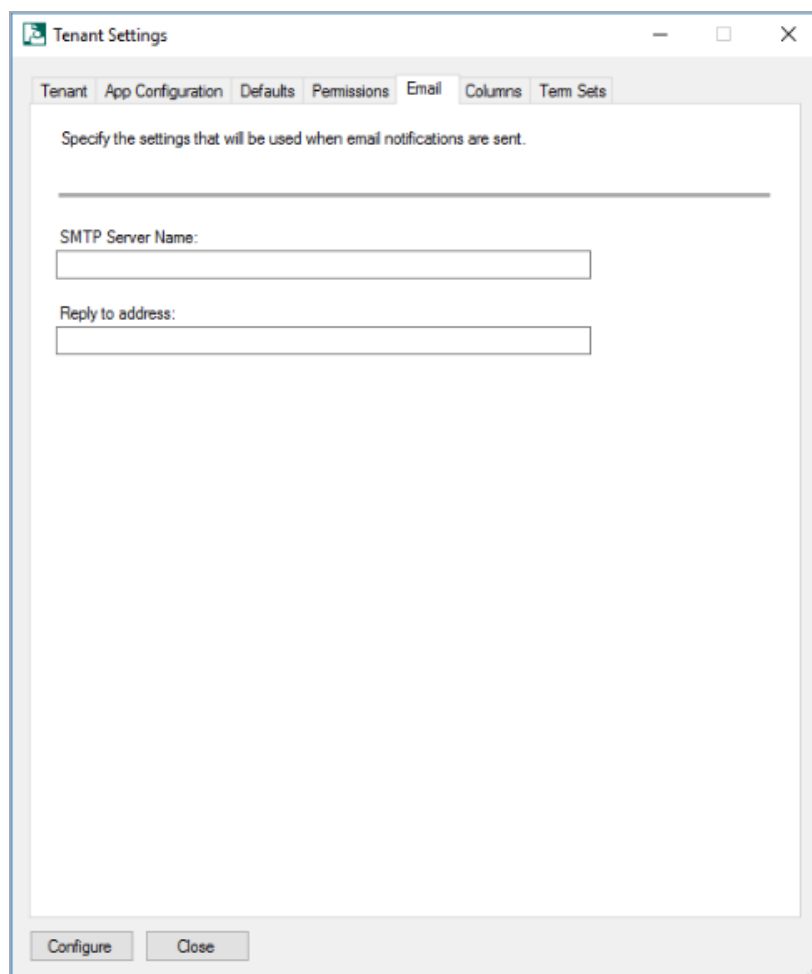 Tenant Settings
Tenant App Configuration Defaults Permissions Email Columns Term Sets
Specify the settings that will be used when email notifications are sent.
SMTP Server Name:
Reply to address:
Configure Close